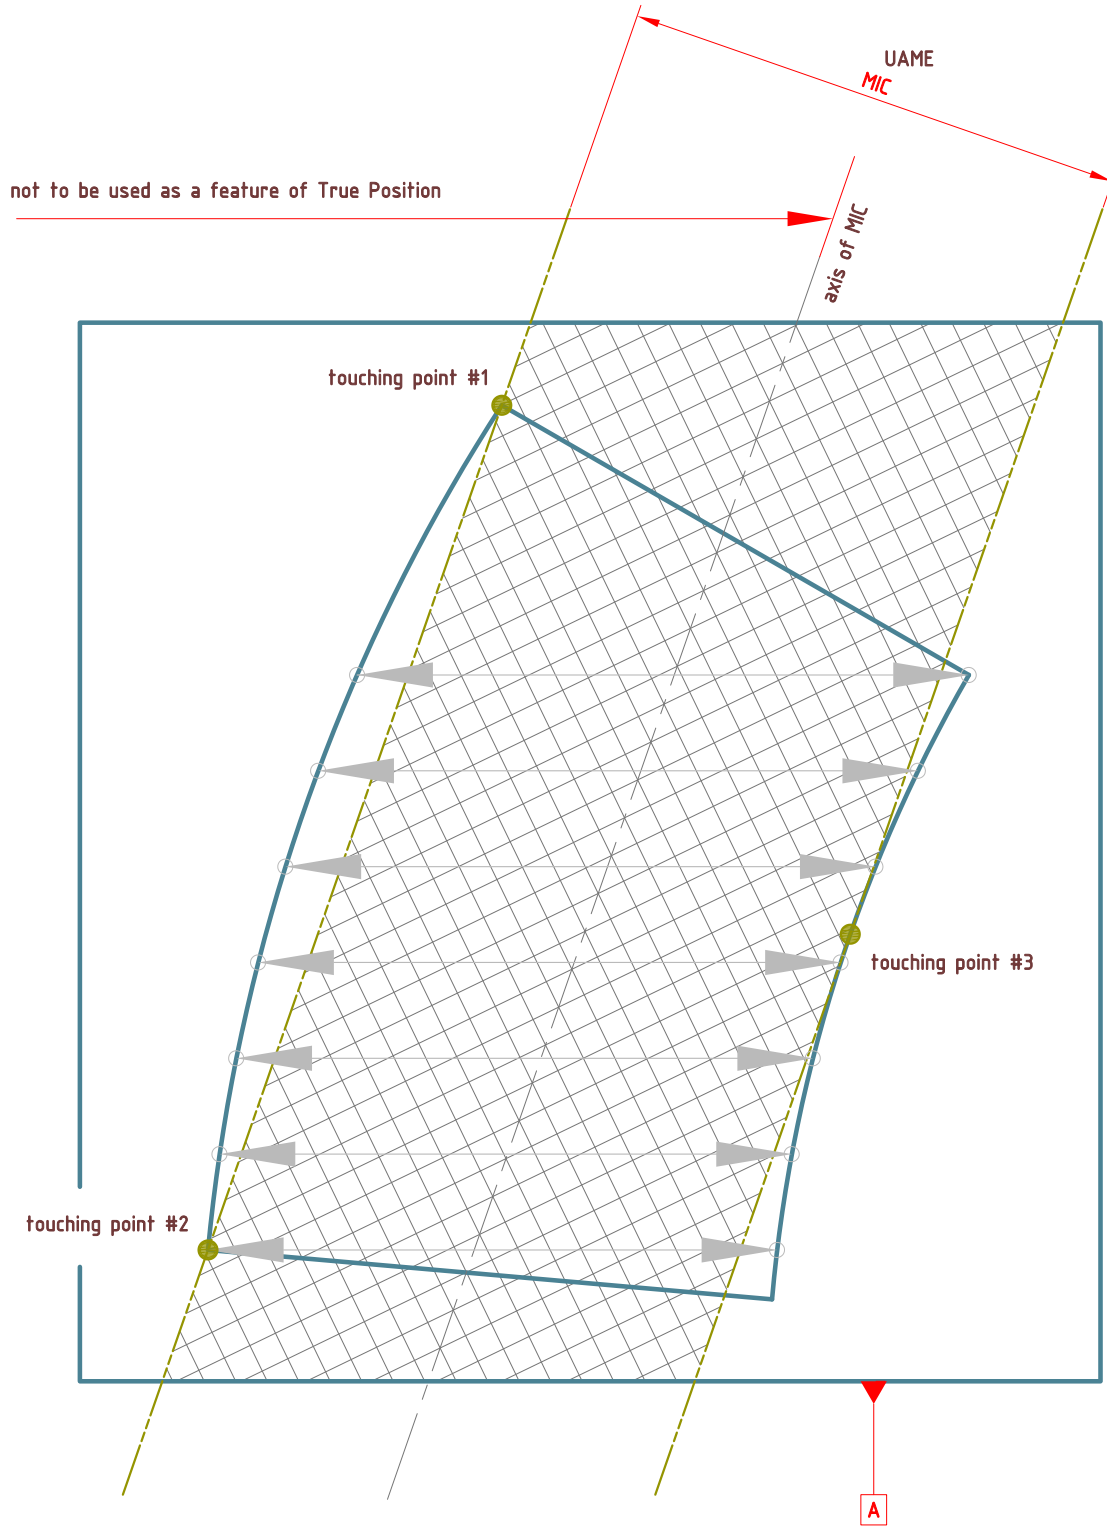 UAME
MIC
not to be used as a feature of True Position
axis of MIC
touching point #1
touching point #3
touching point #2
A